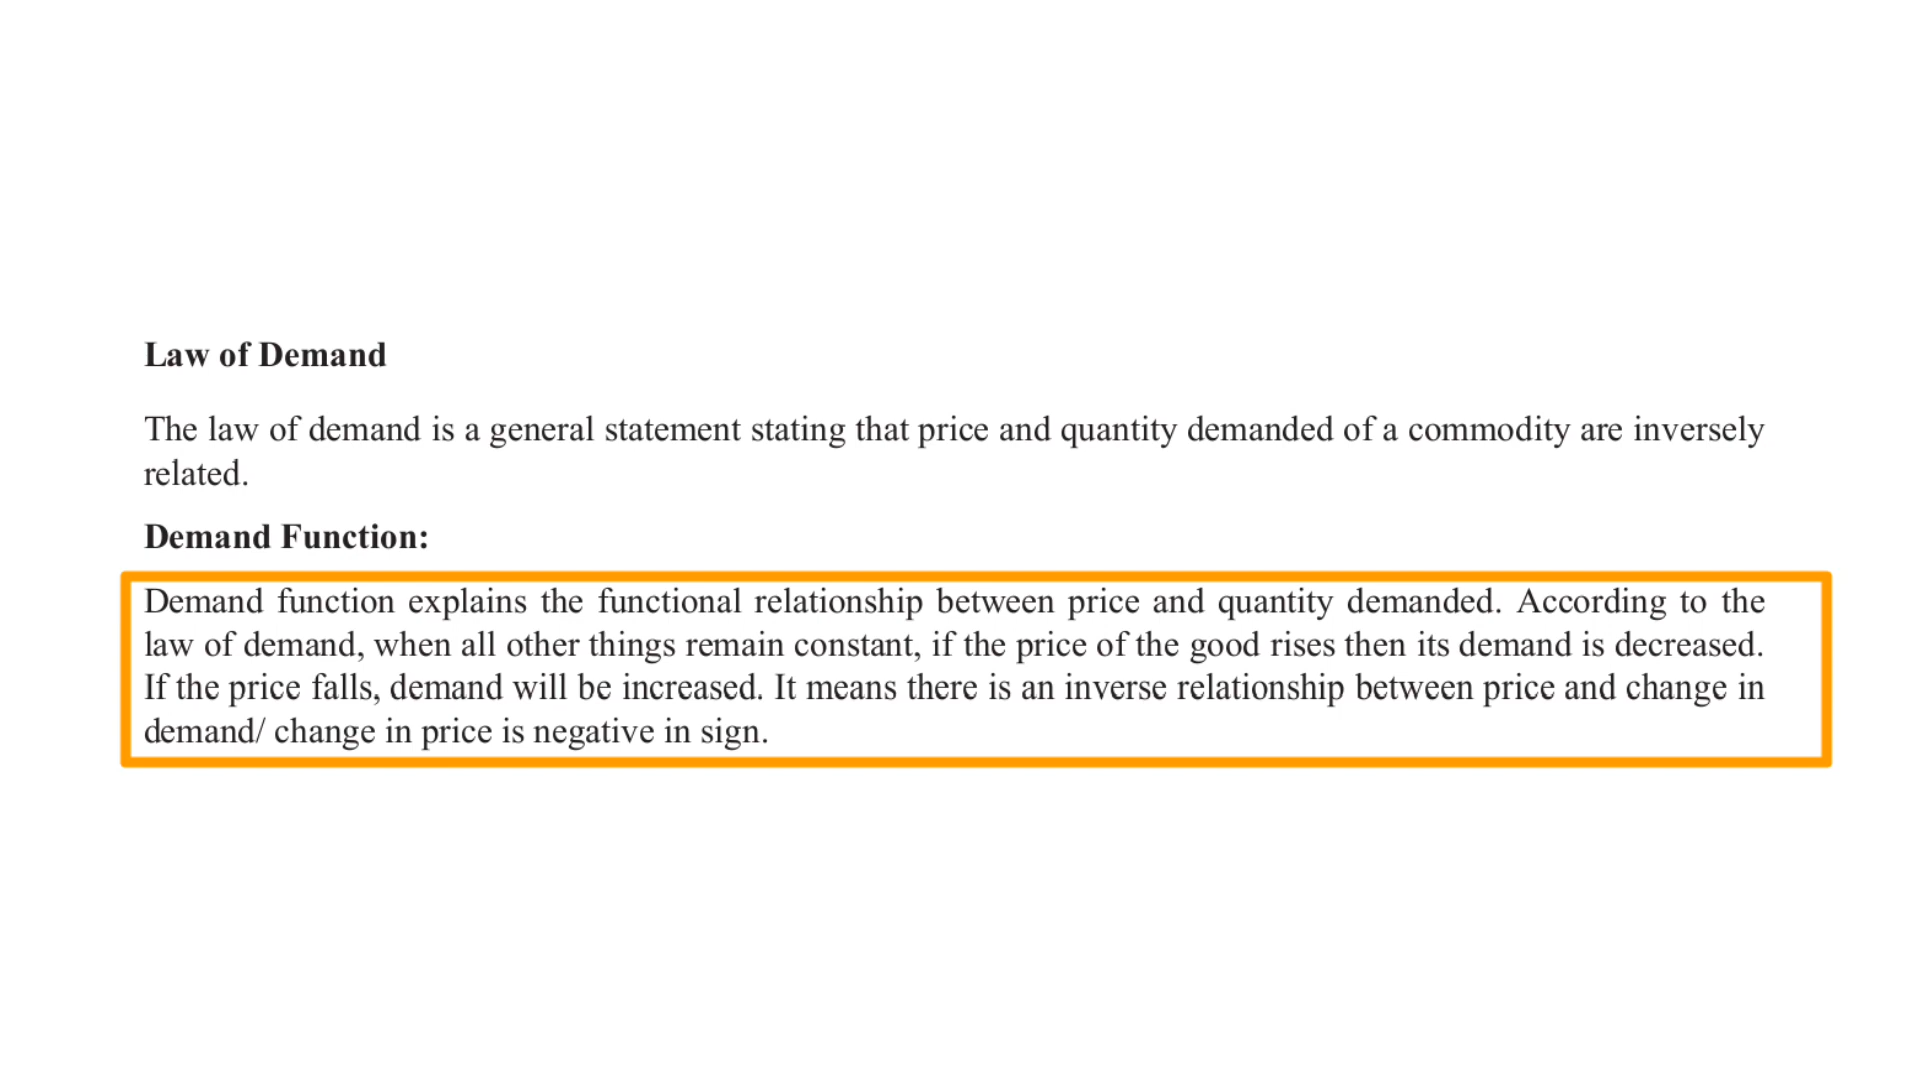 Law of Demand
The law of demand is a general statement stating that price and quantity demanded of a commodity are inversely
related.
Demand Function:
Demand function explains the functional relationship between price and quantity demanded. According to the
law of demand, when all other things remain constant, if the price of the good rises then its demand is decreased.
If the price falls, demand will be increased. It means there is an inverse relationship between price and change in
demand/ change in price is negative in sign.